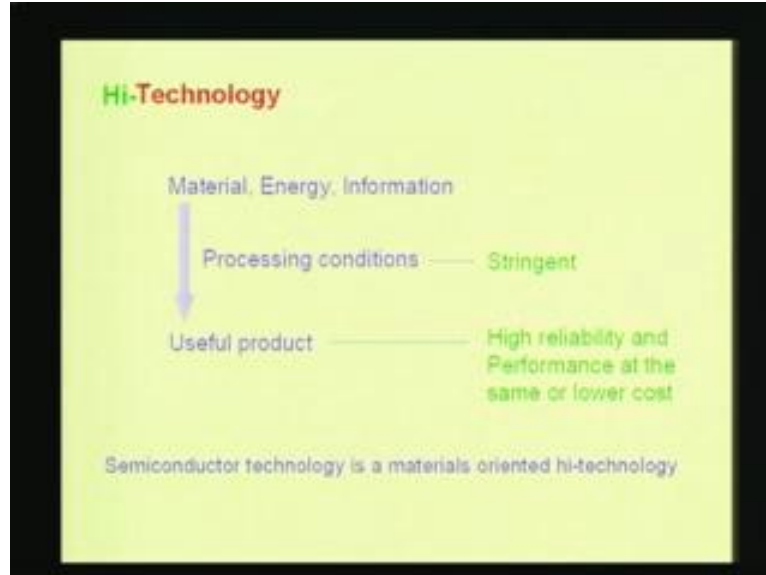 Hi-Technology
Material, Energy, Information
Processing conditions
Stringent
Useful product
High reliability and
Performance at the
same or lower cost
Semiconductor technology is a materials oriented hi-technology